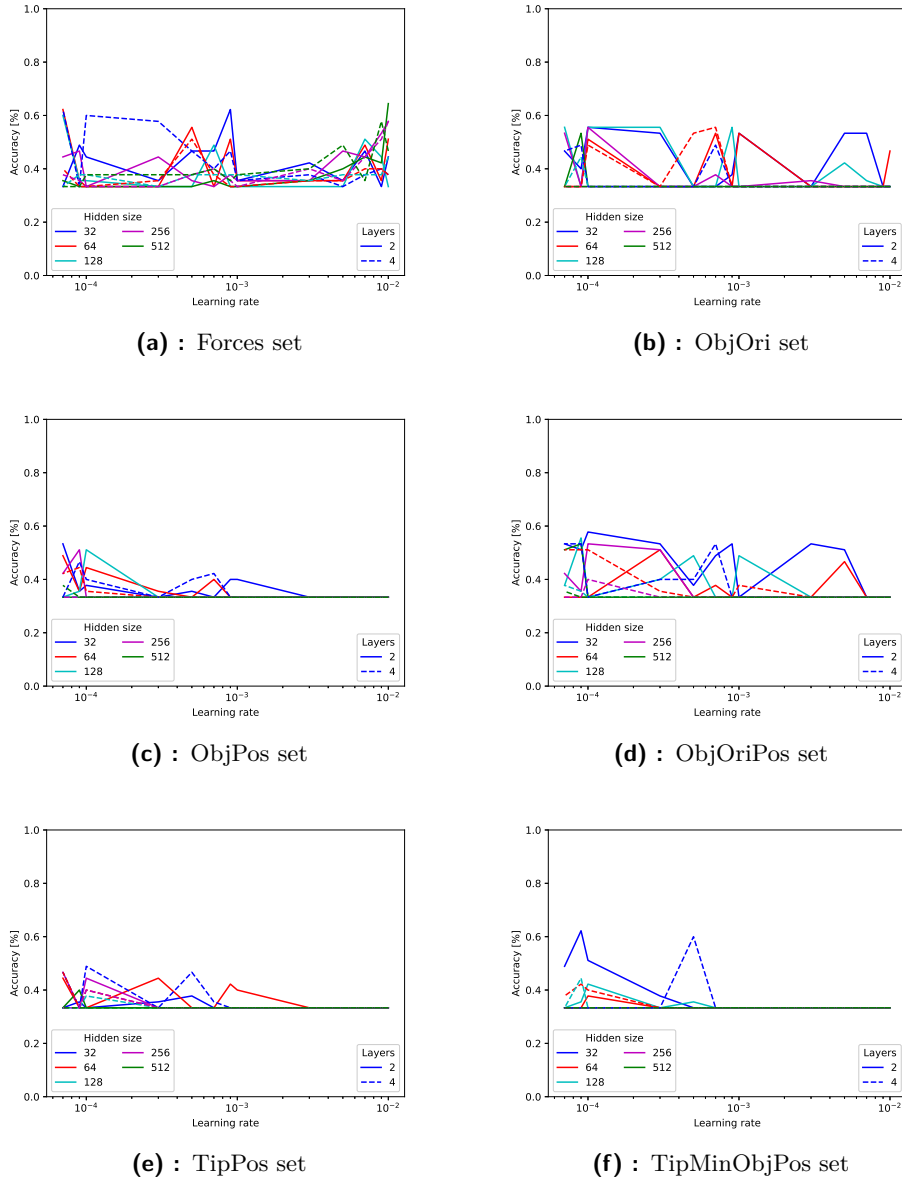 1.0
0.8
0.6
0.4
0.2
0.0
Accuracy [%]
10⁻⁴ 10⁻³ 10⁻²
Learning rate
Hidden size
32 256
64 512
128
Layers
2
4
(a) : Forces set
1.0
0.8
0.6
0.4
0.2
0.0
Accuracy [%]
10⁻⁴ 10⁻³ 10⁻²
Learning rate
Hidden size
32 256
64 512
128
Layers
2
4
(b) : ObjOri set
1.0
0.8
0.6
0.4
0.2
0.0
Accuracy [%]
10⁻⁴ 10⁻³ 10⁻²
Learning rate
Hidden size
32 256
64 512
128
Layers
2
4
(c) : ObjPos set
1.0
0.8
0.6
0.4
0.2
0.0
Accuracy [%]
10⁻⁴ 10⁻³ 10⁻²
Learning rate
Hidden size
32 256
64 512
128
Layers
2
4
(d) : ObjOriPos set
1.0
0.8
0.6
0.4
0.2
0.0
Accuracy [%]
10⁻⁴ 10⁻³ 10⁻²
Learning rate
Hidden size
32 256
64 512
128
Layers
2
4
(e) : TipPos set
1.0
0.8
0.6
0.4
0.2
0.0
Accuracy [%]
10⁻⁴ 10⁻³ 10⁻²
Learning rate
Hidden size
32 256
64 512
128
Layers
2
4
(f) : TipMinObjPos set